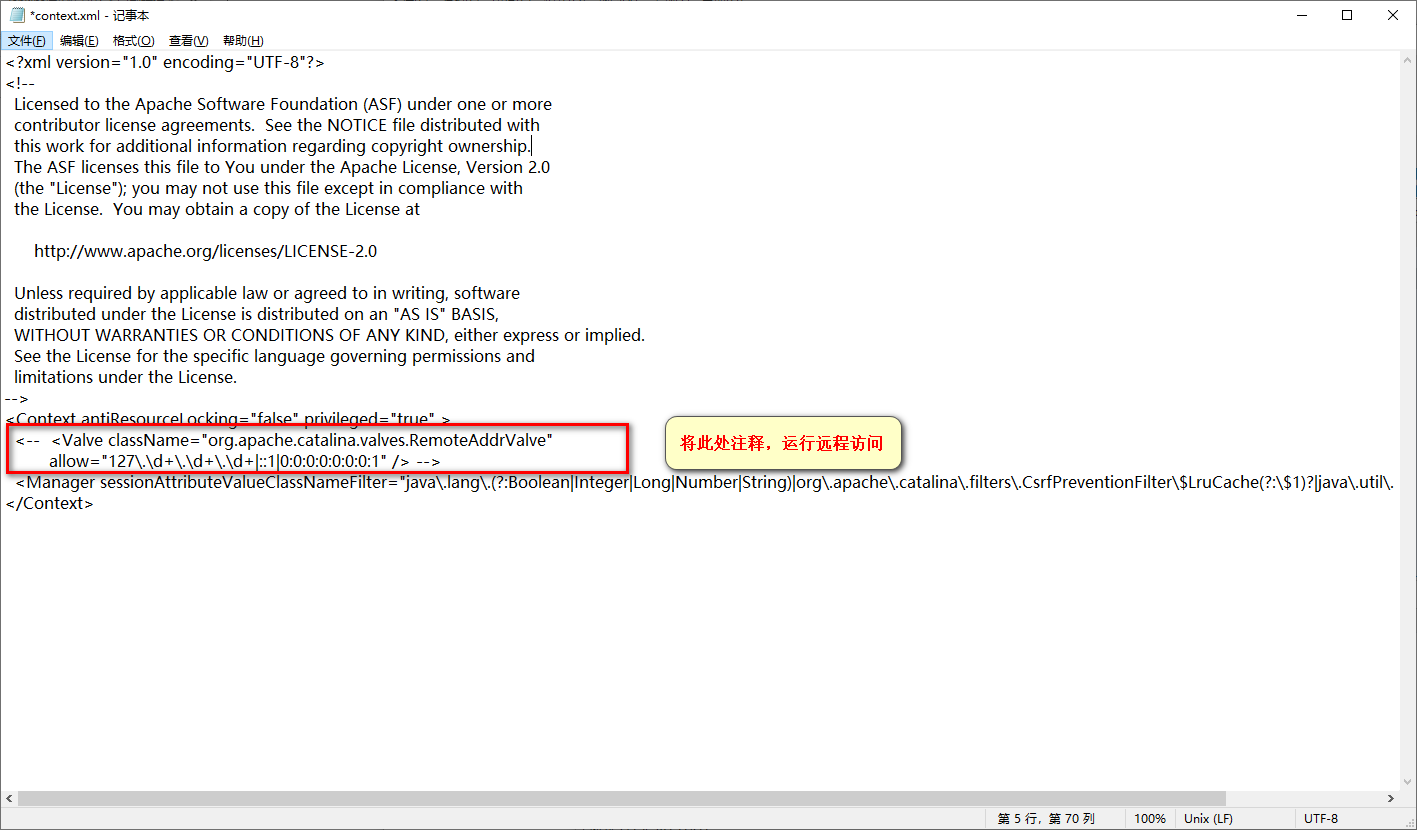 *context.xml - 记事本
文件(F) 编辑(E) 格式(O) 查看(V) 帮助(H)
<?xml version="1.0" encoding="UTF-8"?>
<!--
  Licensed to the Apache Software Foundation (ASF) under one or more
  contributor license agreements.  See the NOTICE file distributed with
  this work for additional information regarding copyright ownership.
  The ASF licenses this file to You under the Apache License, Version 2.0
  (the "License"); you may not use this file except in compliance with
  the License.  You may obtain a copy of the License at
      http://www.apache.org/licenses/LICENSE-2.0
  Unless required by applicable law or agreed to in writing, software
  distributed under the License is distributed on an "AS IS" BASIS,
  WITHOUT WARRANTIES OR CONDITIONS OF ANY KIND, either express or implied.
  See the License for the specific language governing permissions and
  limitations under the License.
-->
<Context antiResourceLocking="false" privileged="true" >
  <--  <Valve className="org.apache.catalina.valves.RemoteAddrValve"
         allow="127\.\d+\.\d+\.\d+|::1|0:0:0:0:0:0:0:1" /> -->
将此处注释，运行远程访问
  <Manager sessionAttributeValueClassNameFilter="java\.lang\.(?:Boolean|Integer|Long|Number|String)|org\.apache\.catalina\.filters\.CsrfPreventionFilter\$LruCache(?:\$1)?|java\.util\.
</Context>
第 5 行，第 70 列 100% Unix (LF) UTF-8